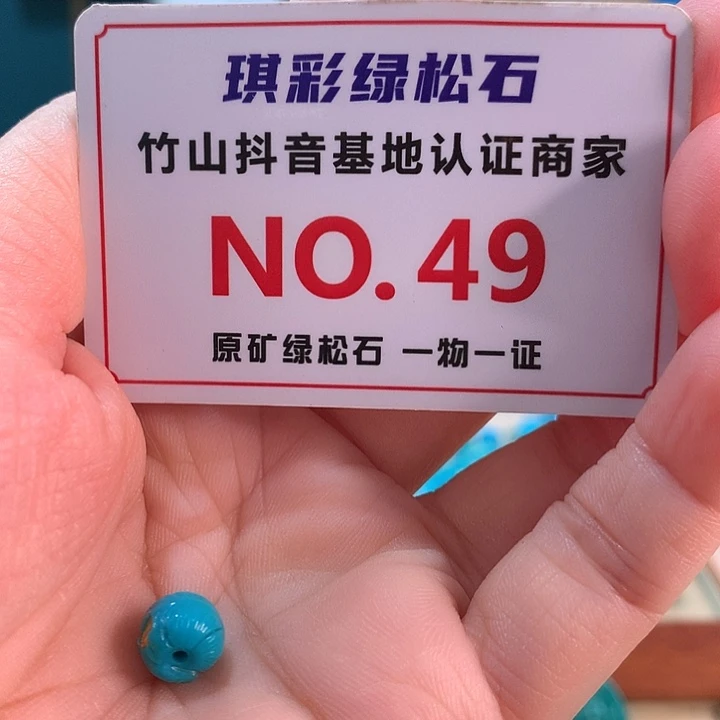 琪彩绿松石
竹山抖音基地认证商家
NO.49
原矿绿松石 一物一证